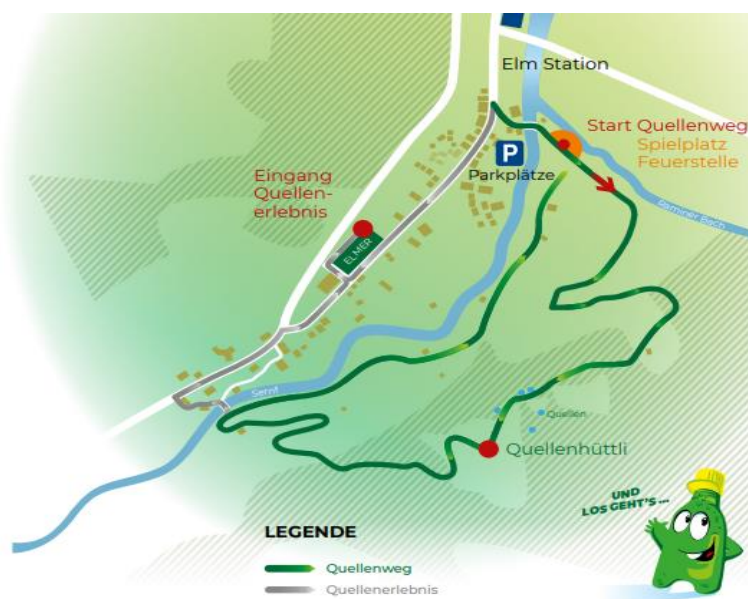 Elm Station
Start Quellenweg
Spielplatz
Feuerstelle
P
Parkplätze
Eingang
Quellen-
erlebnis
ELMER
Raminer Bach
Sernf
Quellen
Quellenhüttli
UND
LOS GEHT'S ...
LEGENDE
Quellenweg
Quellenerlebnis